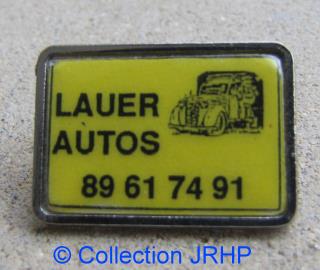 LAUER
AUTOS
89 61 74 91
© Collection JRHP